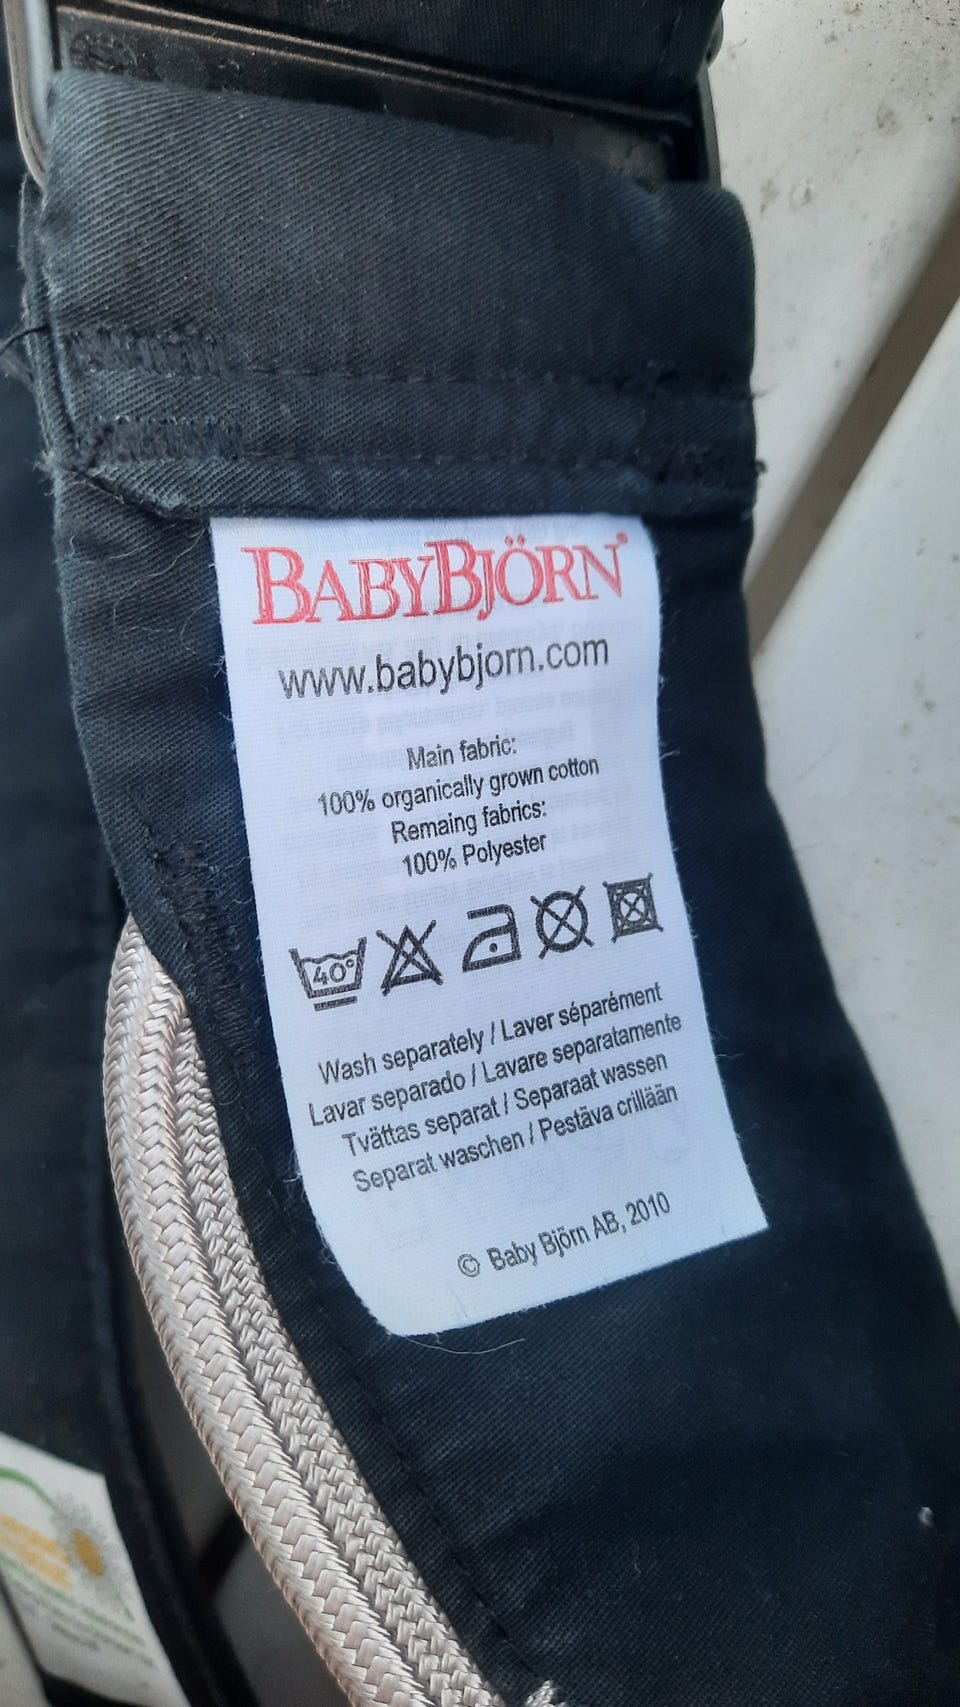 BABYBJÖRN®
www.babybjorn.com
Main fabric:
100% organically grown cotton
Remaing fabrics:
100% Polyester
40°
Wash separately / Laver séparément
Lavar separado / Lavare separatamente
Tvättas separat / Separaat wassen
Separat waschen / Pestäva crillään
© Baby Björn AB, 2010